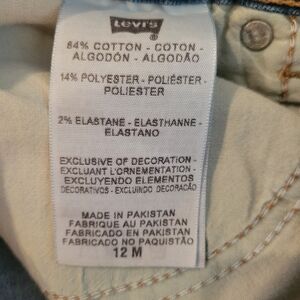 Levi's
84% COTTON - COTON -
ALGODÓN - ALGODÃO
14% POLYESTER - POLIÉSTER -
POLIESTER
2% ELASTANE - ELASTHANNE -
ELASTANO
EXCLUSIVE OF DECORATION -
EXCLUANT L'ORNEMENTATION -
EXCLUYENDO ELEMENTOS
DECORATIVOS - EXCLUINDO DECORAÇÃO
MADE IN PAKISTAN
FABRIQUE AU PAKISTAN
FABRICADO EN PAKISTAN
FABRICADO NO PAQUISTÃO
12 M